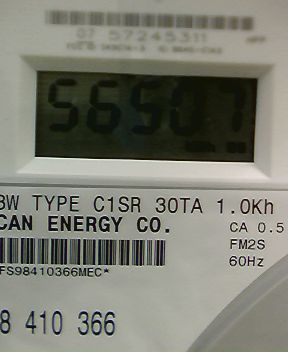 07 57245311
56507
3W TYPE C1SR 30TA 1.0Kh
CAN ENERGY CO. CA 0.5
FM2S
FS98410366MEC* 60Hz
8 410 366